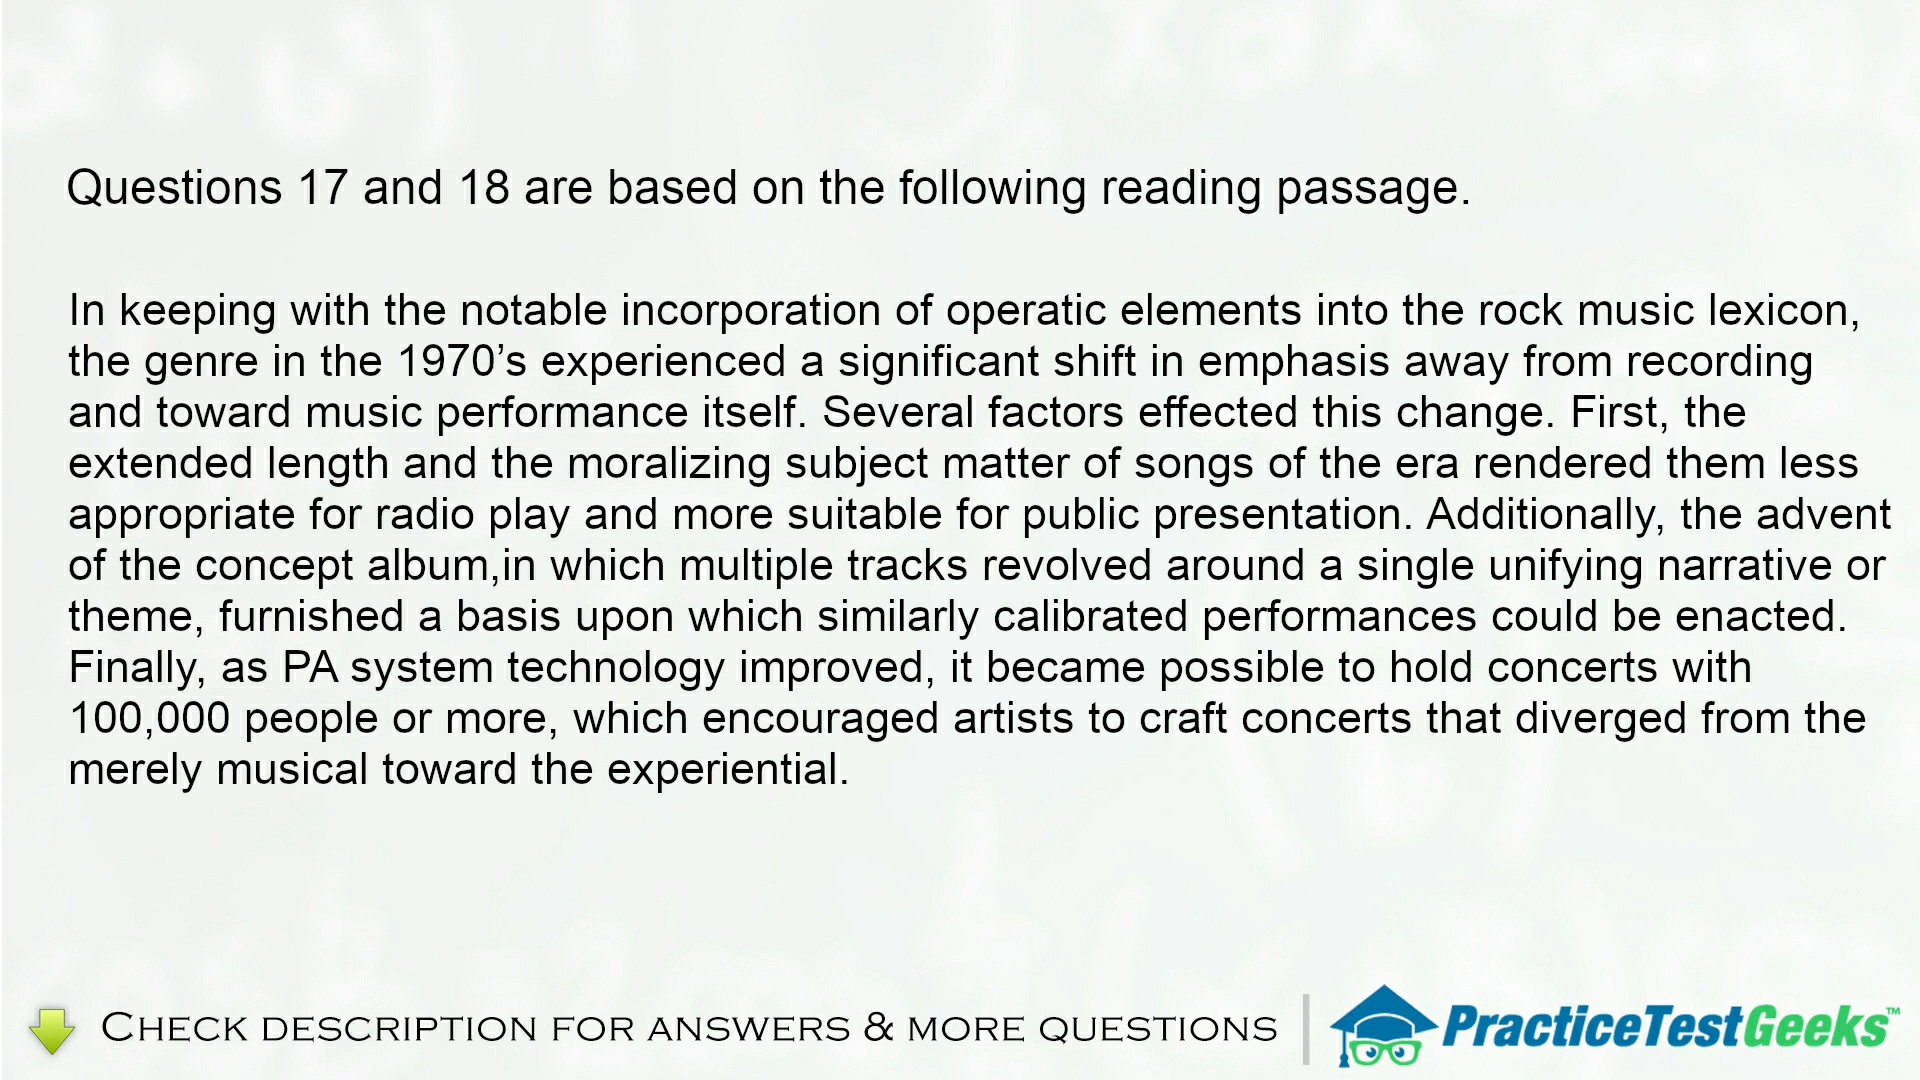 Questions 17 and 18 are based on the following reading passage.
In keeping with the notable incorporation of operatic elements into the rock music lexicon,
the genre in the 1970’s experienced a significant shift in emphasis away from recording
and toward music performance itself. Several factors effected this change. First, the
extended length and the moralizing subject matter of songs of the era rendered them less
appropriate for radio play and more suitable for public presentation. Additionally, the advent
of the concept album,in which multiple tracks revolved around a single unifying narrative or
theme, furnished a basis upon which similarly calibrated performances could be enacted.
Finally, as PA system technology improved, it became possible to hold concerts with
100,000 people or more, which encouraged artists to craft concerts that diverged from the
merely musical toward the experiential.
Check description for answers & more questions
PracticeTestGeeks™